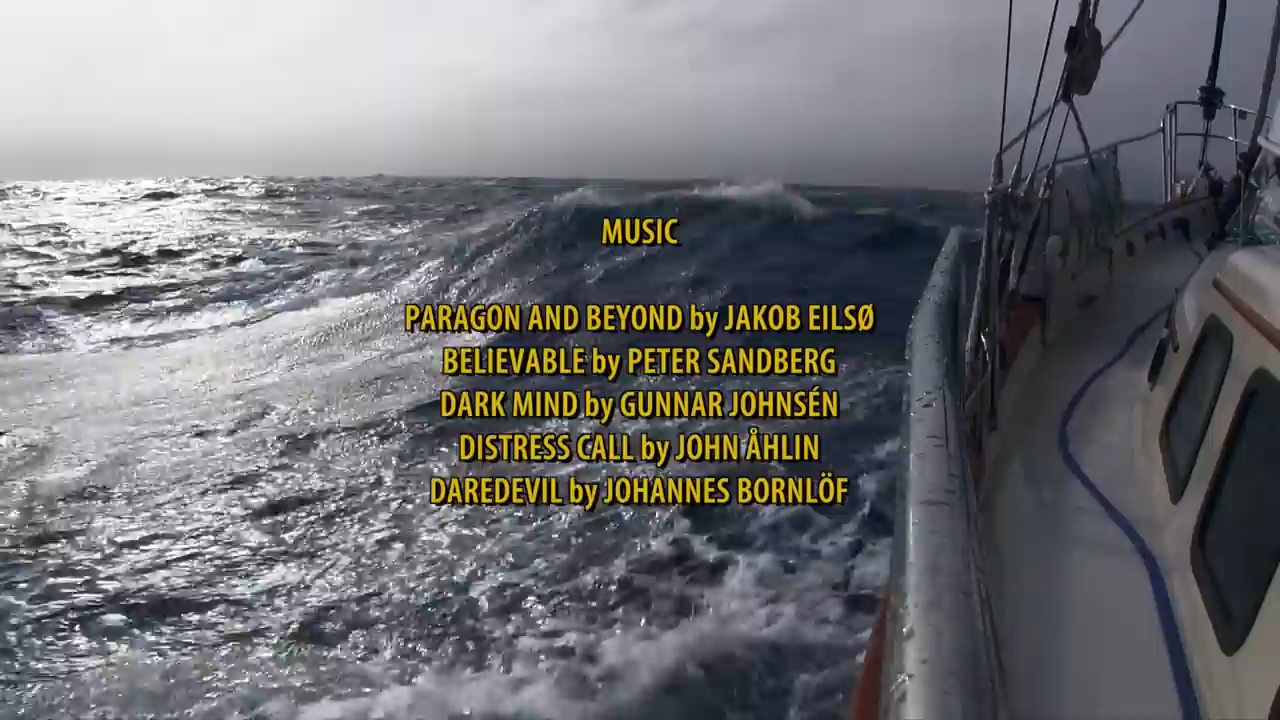 MUSIC
PARAGON AND BEYOND by JAKOB EILSØ
BELIEVABLE by PETER SANDBERG
DARK MIND by GUNNAR JOHNSÉN
DISTRESS CALL by JOHN ÅHLIN
DAREDEVIL by JOHANNES BORNLÖF